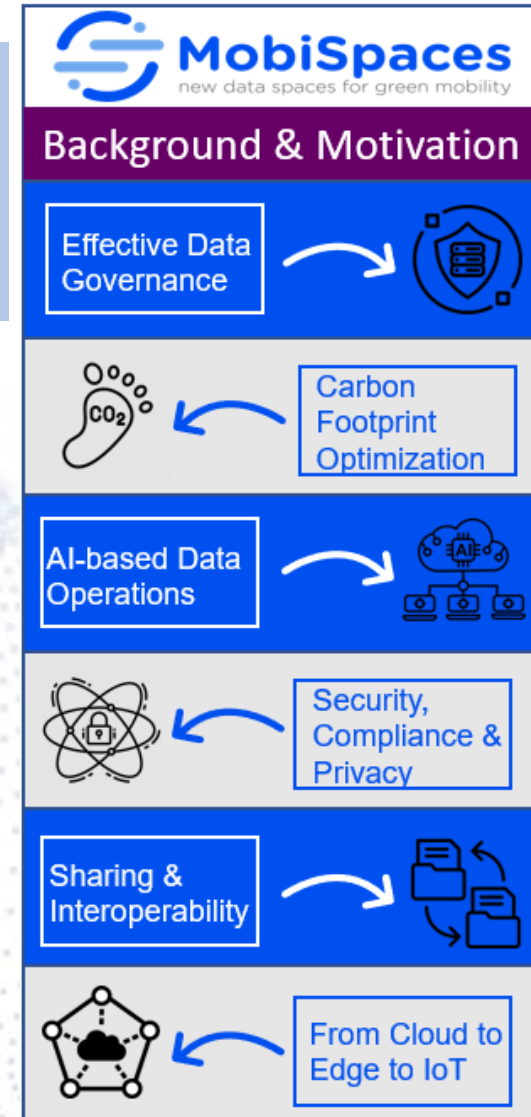 MobiSpaces
new data spaces for green mobility
Background & Motivation
Effective Data
Governance
CO₂
Carbon
Footprint
Optimization
AI-based Data
Operations
AI
Security,
Compliance &
Privacy
Sharing &
Interoperability
From Cloud to
Edge to IoT